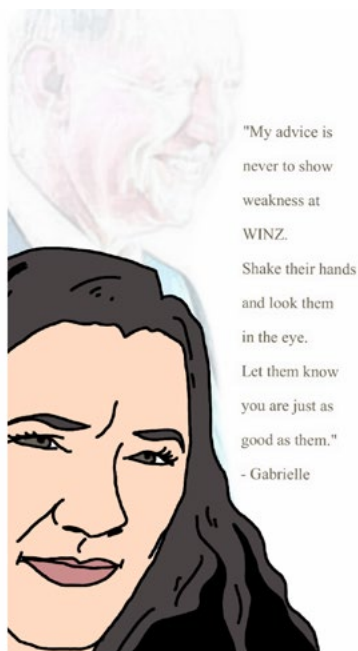 "My advice is
never to show
weakness at
WINZ.
Shake their hands
and look them
in the eye.
Let them know
you are just as
good as them."
- Gabrielle